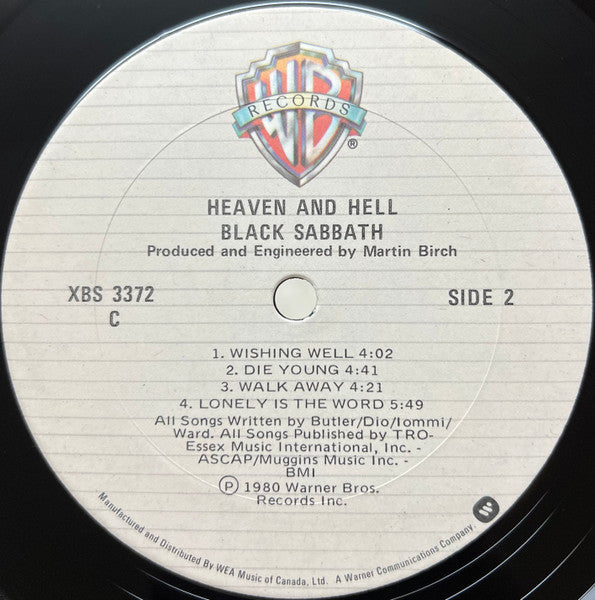 WB
RECORDS
®
HEAVEN AND HELL
BLACK SABBATH
Produced and Engineered by Martin Birch
XBS 3372
C
SIDE 2
1. WISHING WELL 4:02
2. DIE YOUNG 4:41
3. WALK AWAY 4:21
4. LONELY IS THE WORD 5:49
All Songs Written by Butler/Dio/Iommi/
Ward. All Songs Published by TRO-
Essex Music International, Inc. -
ASCAP/Muggins Music Inc. -
BMI
℗ 1980 Warner Bros.
Records Inc.
Manufactured and Distributed By WEA Music of Canada, Ltd. A Warner Communications Company.